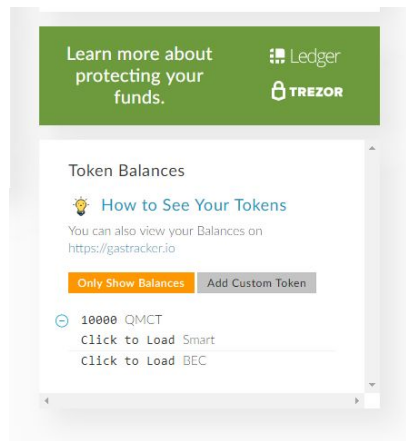 Learn more about
protecting your
funds.
Ledger
TREZOR
Token Balances
How to See Your Tokens
You can also view your Balances on
https://gastracker.io
Only Show Balances Add Custom Token
10000 QMCT
Click to Load Smart
Click to Load BEC